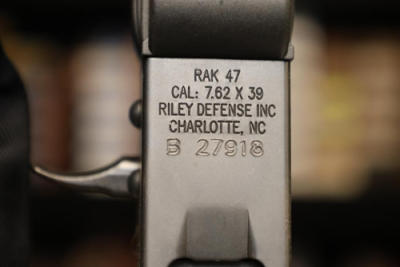 RAK 47
CAL: 7.62 X 39
RILEY DEFENSE INC
CHARLOTTE, NC
B 27918